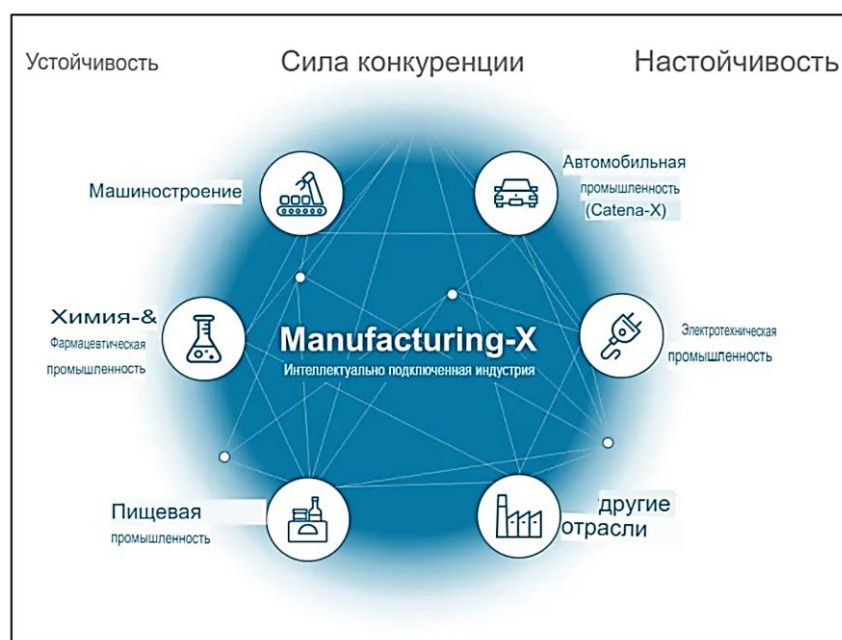 Устойчивость
Сила конкуренции
Настойчивость
Машиностроение
Автомобильная
промышленность
(Catena-X)
Химия-&
Фармацевтическая
промышленность
Manufacturing-X
Интеллектуально подключенная индустрия
Электротехническая
промышленность
Пищевая
промышленность
другие
отрасли